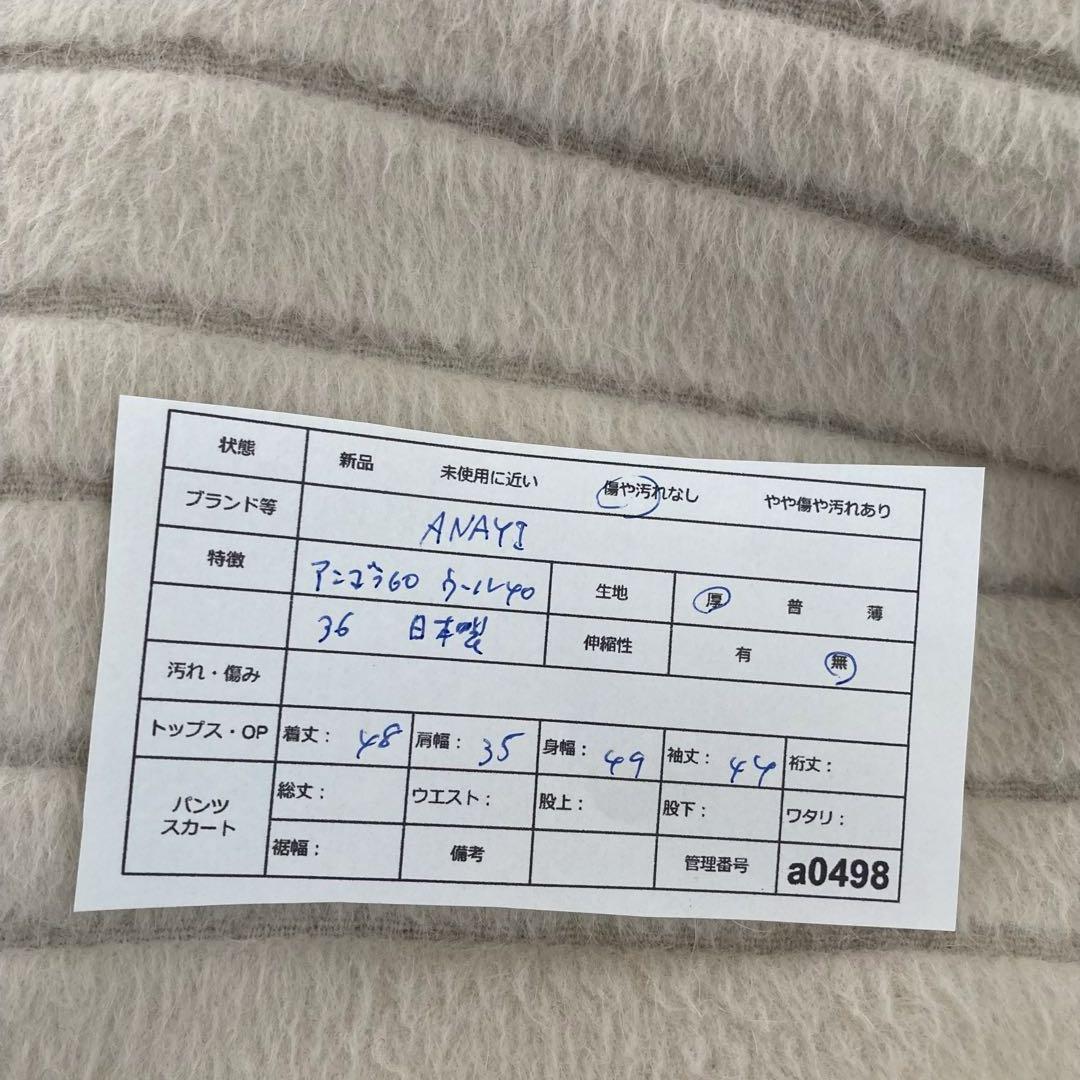 状態 新品 未使用に近い 傷や汚れなし やや傷や汚れあり
ブランド等 ANAYI
特徴 アンゴラ60 ウール40 生地 厚 普 薄
36 日本製 伸縮性 有 無
汚れ・傷み
トップス・OP 着丈： 48 肩幅： 35 身幅： 49 袖丈： 44 裄丈：
パンツ スカート 総丈： ウエスト： 股上： 股下： ワタリ：
裾幅： 備考 管理番号 a0498